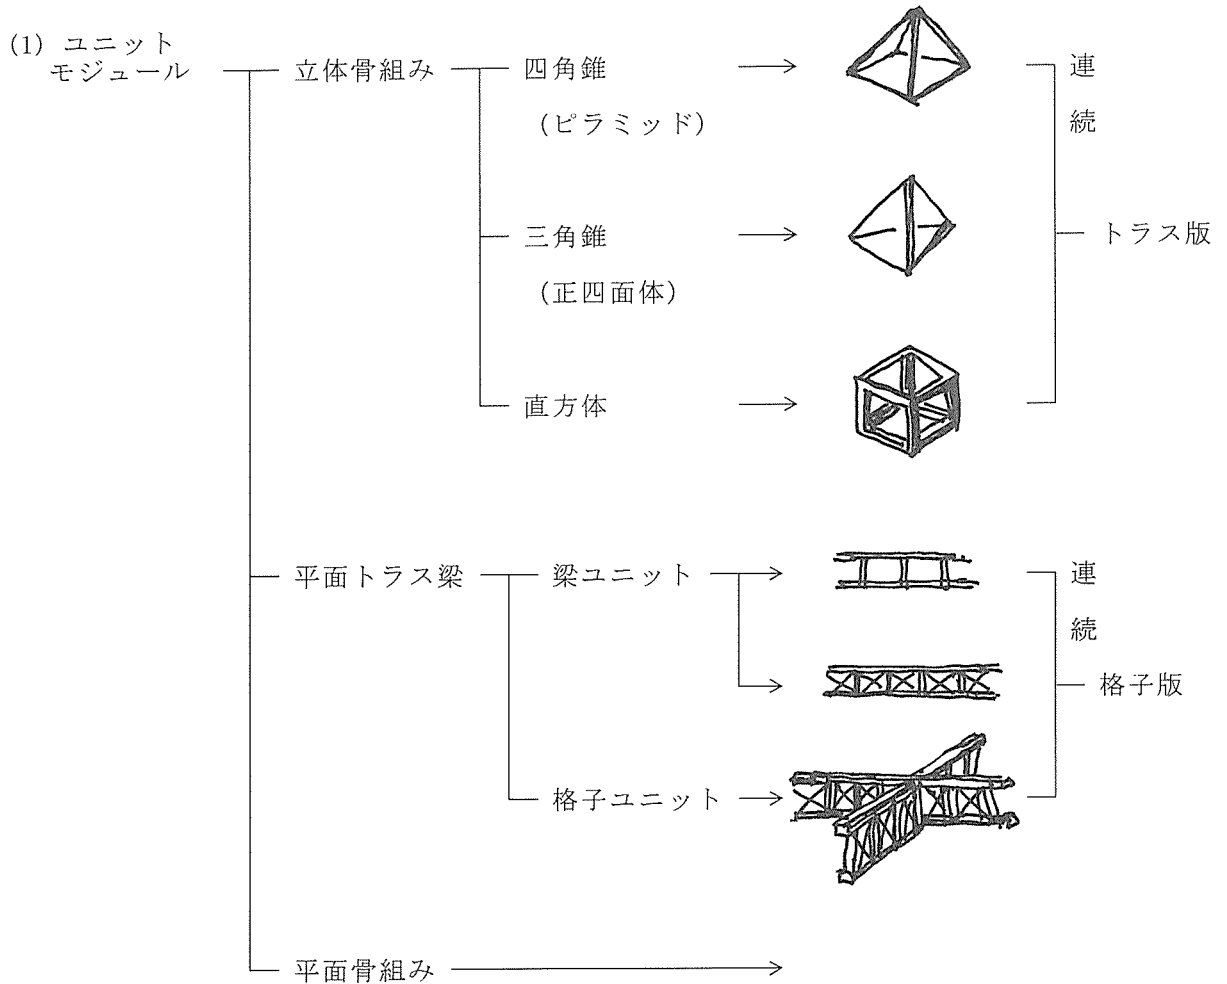 (1) ユニット
モジュール
立体骨組み
四角錐
(ピラミッド)
三角錐
(正四面体)
直方体
連
続
トラス版
平面トラス梁
梁ユニット
格子ユニット
連
続
格子版
平面骨組み